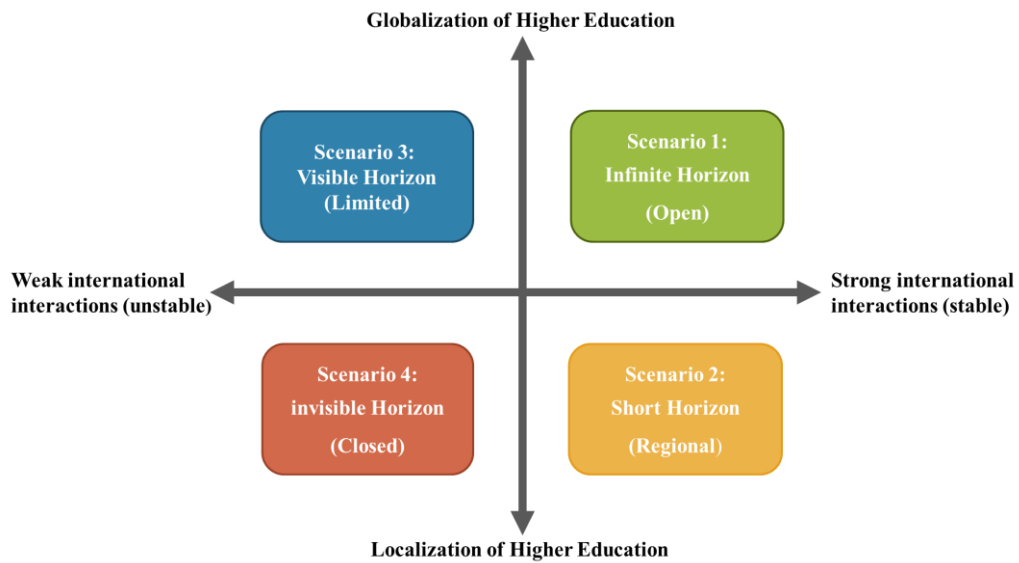 Globalization of Higher Education
Scenario 3:
Visible Horizon
(Limited)
Scenario 1:
Infinite Horizon
(Open)
Weak international
interactions (unstable)
Strong international
interactions (stable)
Scenario 4:
invisible Horizon
(Closed)
Scenario 2:
Short Horizon
(Regional)
Localization of Higher Education